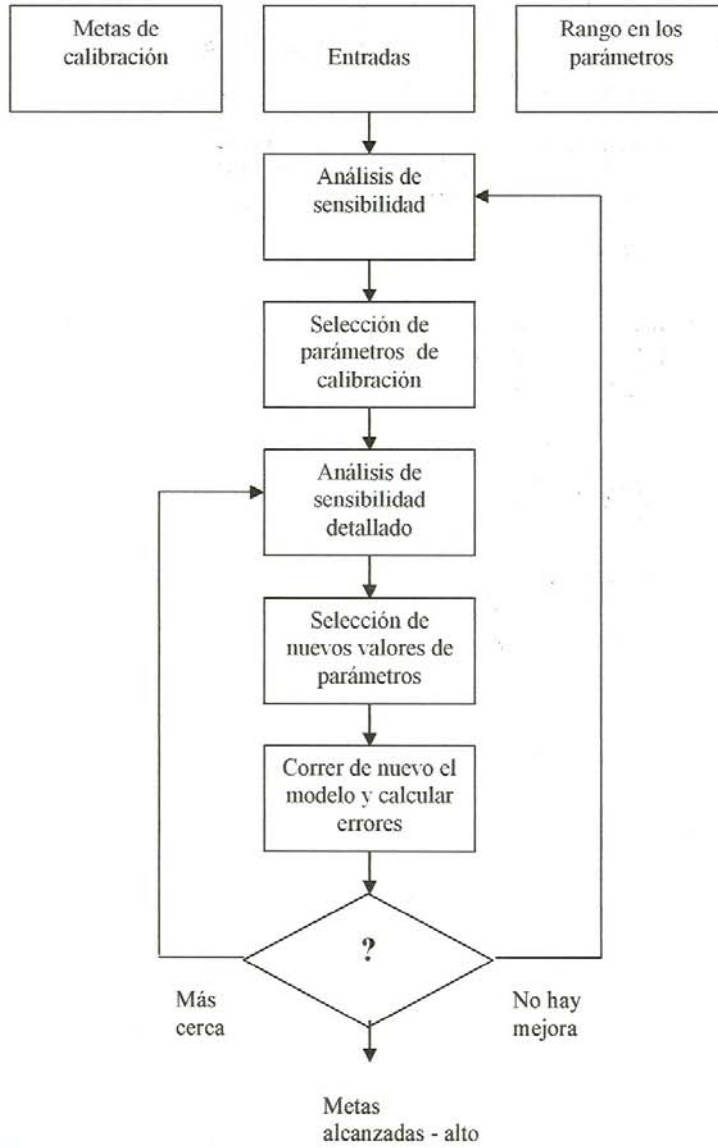 Metas de
calibración
Entradas
Rango en los
parámetros
Análisis de
sensibilidad
Selección de
parámetros de
calibración
Análisis de
sensibilidad
detallado
Selección de
nuevos valores de
parámetros
Correr de nuevo el
modelo y calcular
errores
?
Más
cerca
No hay
mejora
Metas
alcanzadas - alto